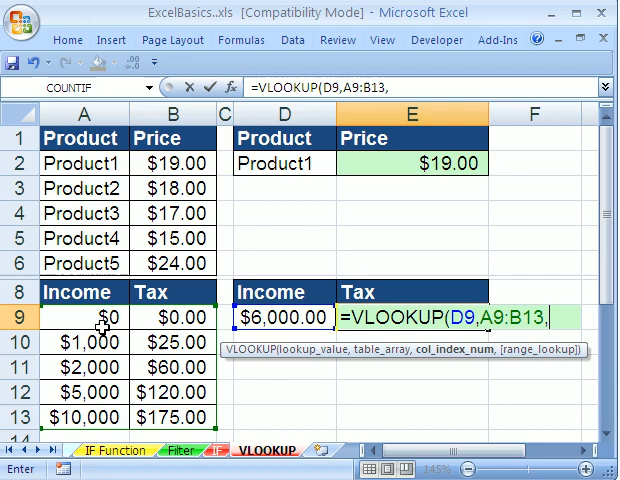 ExcelBasics..xls [Compatibility Mode] - Microsoft Excel
Home Page Layout Formulas Data Review View Developer Add-Ins
COUNTIF =VLOOKUP(D9,A9:B13,
A B C D E F
1 Product Price Product Price
2 Product1 $19.00 Product1 $19.00
3 Product2 $18.00
4 Product3 $17.00
5 Product4 $15.00
6 Product5 $24.00
8 Income Tax Income Tax
9 $0 $0.00 $6,000.00 =VLOOKUP(D9,A9:B13,
10 $1,000 $25.00
VLOOKUP(lookup_value, table_array, col_index_num, [range_lookup])
11 $2,000 $60.00
12 $5,000 $120.00
13 $10,000 $175.00
14
IF Function Filter IF VLOOKUP
Enter 145%